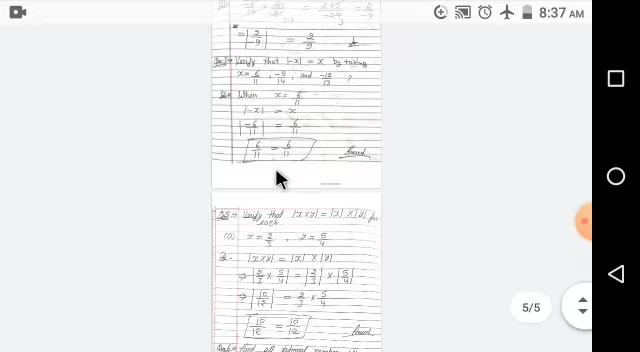 8:37 AM
= |2/-9| = 2/9
Verify that |-x| = x by taking
x = 6/11, -5/14, and -12/13 ?
When x = 6/11
|-x| = x
|-6/11| = 6/11
6/11 = 6/11
Proved
Q5 Verify that |x×y| = |x| × |y| for
each
(a) x = 2/3 , y = 5/4
|x×y| = |x| × |y|
⇒ |2/3 × 5/4| = |2/3| × |5/4|
⇒ |10/12| = 2/3 × 5/4
10/12 = 10/12
Proved
5/5
Find all rational number